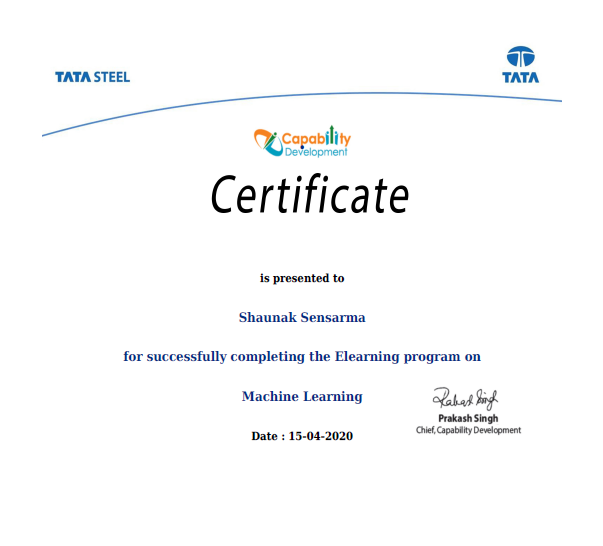 TATA STEEL
TATA
Capability
Development
Certificate
is presented to
Shaunak Sensarma
for successfully completing the Elearning program on
Machine Learning
Prakash Singh
Prakash Singh
Chief, Capability Development
Date : 15-04-2020